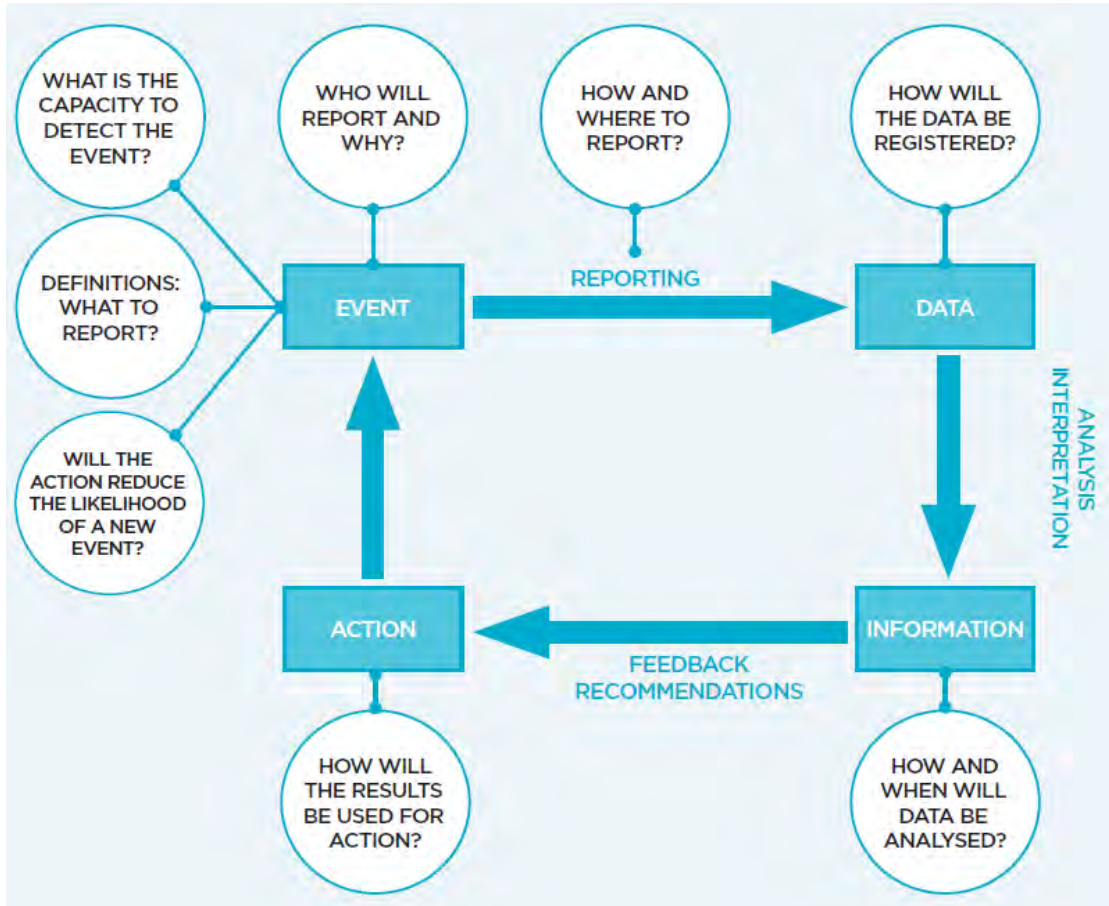 WHAT IS THE
CAPACITY TO
DETECT THE
EVENT?
WHO WILL
REPORT AND
WHY?
HOW AND
WHERE TO
REPORT?
HOW WILL
THE DATA BE
REGISTERED?
DEFINITIONS:
WHAT TO
REPORT?
EVENT
REPORTING
DATA
WILL THE
ACTION REDUCE
THE LIKELIHOOD
OF A NEW
EVENT?
ANALYSIS
INTERPRETATION
ACTION
FEEDBACK
RECOMMENDATIONS
INFORMATION
HOW WILL
THE RESULTS
BE USED FOR
ACTION?
HOW AND
WHEN WILL
DATA BE
ANALYSED?